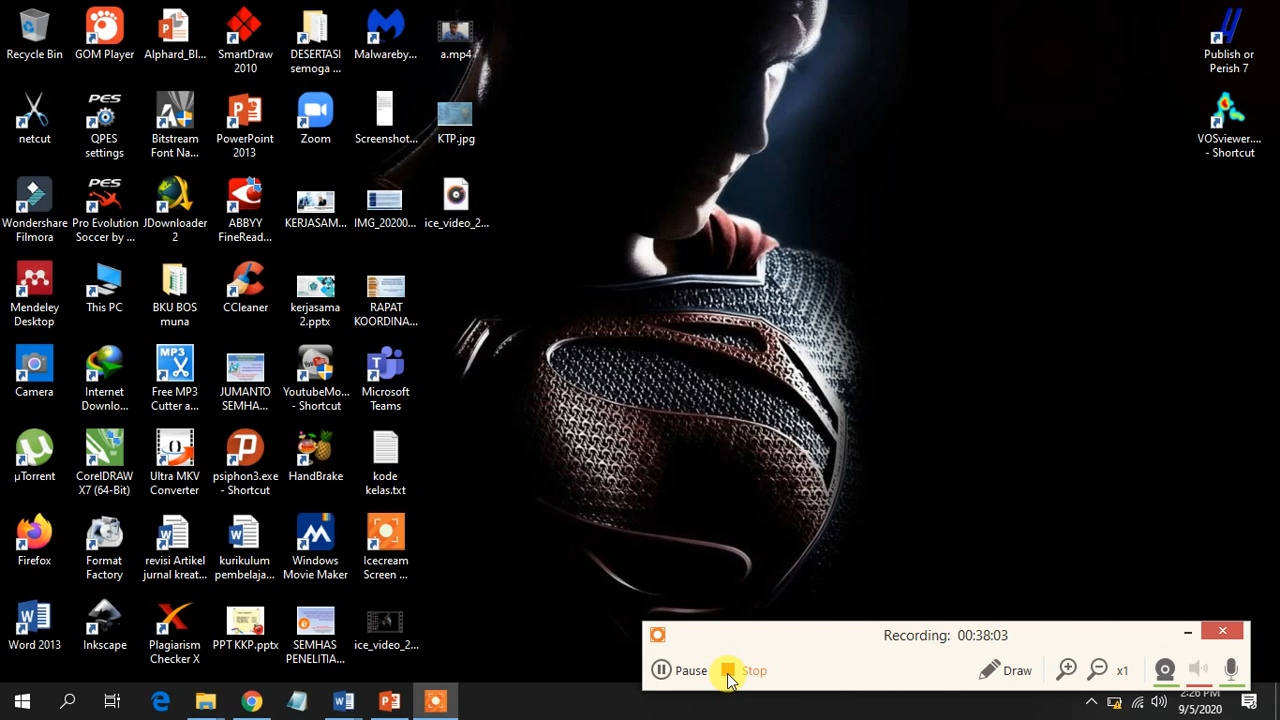 Recycle Bin
GOM Player
Alphard_Bl...
SmartDraw
2010
DESERTASI
semoga ...
Malwareby...
a.mp4
Publish or
Perish 7
netcut
QPES
settings
Bitstream
Font Na...
PowerPoint
2013
Zoom
Screenshot...
KTP.jpg
VOSviewer....
- Shortcut
Wondershare
Filmora
Pro Evolution
Soccer by ...
JDownloader
2
ABBYY
FineRead...
KERJASAM...
IMG_20200...
ice_video_2...
Mendeley
Desktop
This PC
BKU BOS
muna
CCleaner
kerjasama
2.pptx
RAPAT
KOORDINA...
Camera
Internet
Downlo...
Free MP3
Cutter a...
JUMANTO
SEMHA...
YoutubeMo...
- Shortcut
Microsoft
Teams
µTorrent
CorelDRAW
X7 (64-Bit)
Ultra MKV
Converter
psiphon3.exe
- Shortcut
HandBrake
kode
kelas.txt
Firefox
Format
Factory
revisi Artikel
jurnal kreat...
kurikulum
pembelaja...
Windows
Movie Maker
Icecream
Screen ...
Word 2013
Inkscape
Plagiarism
Checker X
PPT KKP.pptx
SEMHAS
PENELITIA...
ice_video_2...
Recording: 00:38:03
Pause
Stop
Draw
x1
2:26 PM
9/5/2020